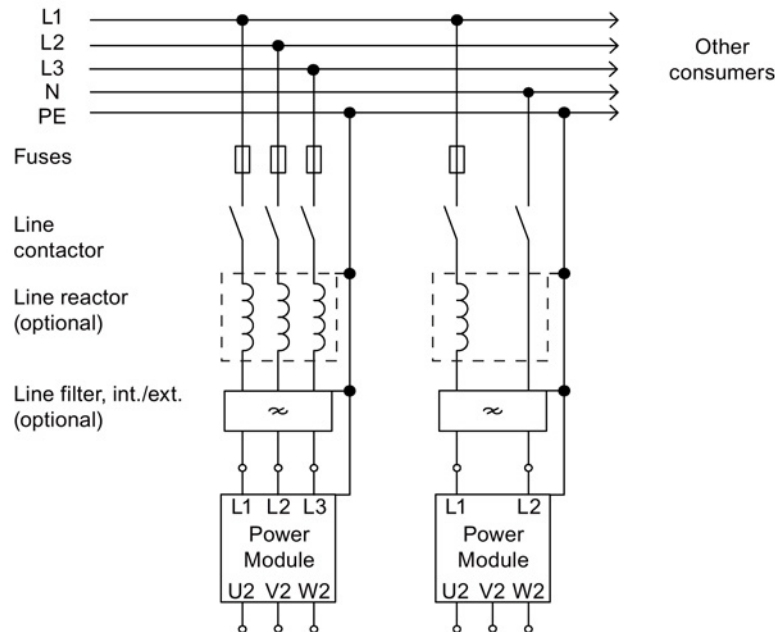 L1
L2
L3
N
PE
Other
consumers
Fuses
Line
contactor
Line reactor
(optional)
Line filter, int./ext.
(optional)
L1 L2 L3
Power
Module
U2 V2 W2
L1 L2
Power
Module
U2 V2 W2